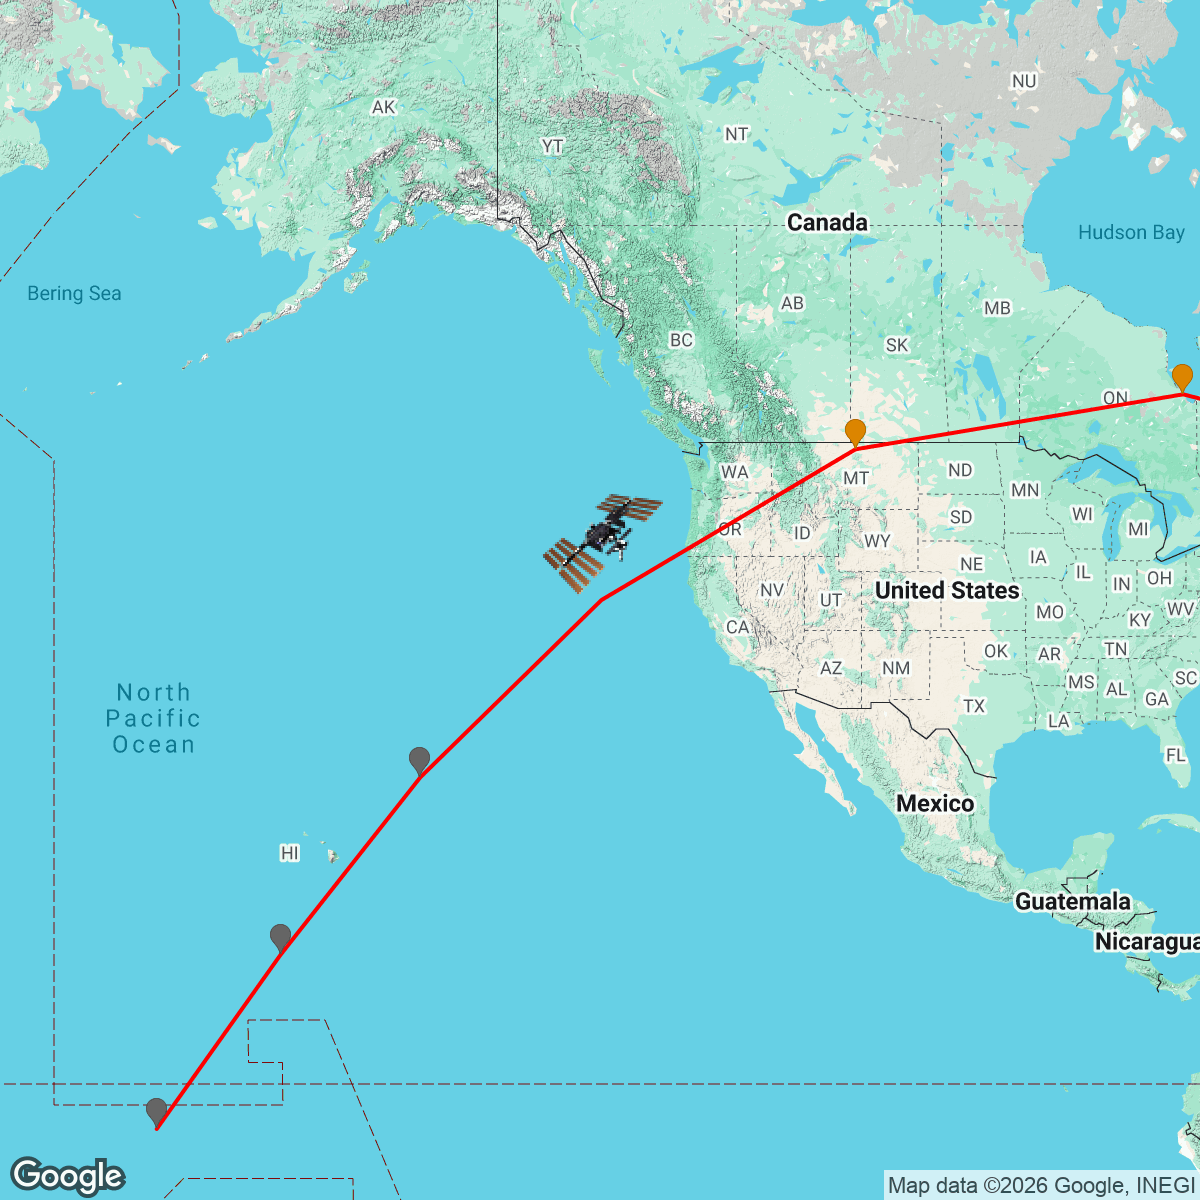 NU
AK
NT
YT
Canada
Hudson Bay
Bering Sea
AB
MB
BC
SK
ON
WA
MT
ND
MN
OR
ID
SD
WI
MI
WY
NE
IA
NV
UT
United States
IL
IN
OH
MO
KY
WV
CA
OK
AR
TN
AZ
NM
MS
AL
SC
GA
TX
LA
FL
North
Pacific
Ocean
Mexico
HI
Guatemala
Nicaragua
Google
Map data ©2026 Google, INEGI